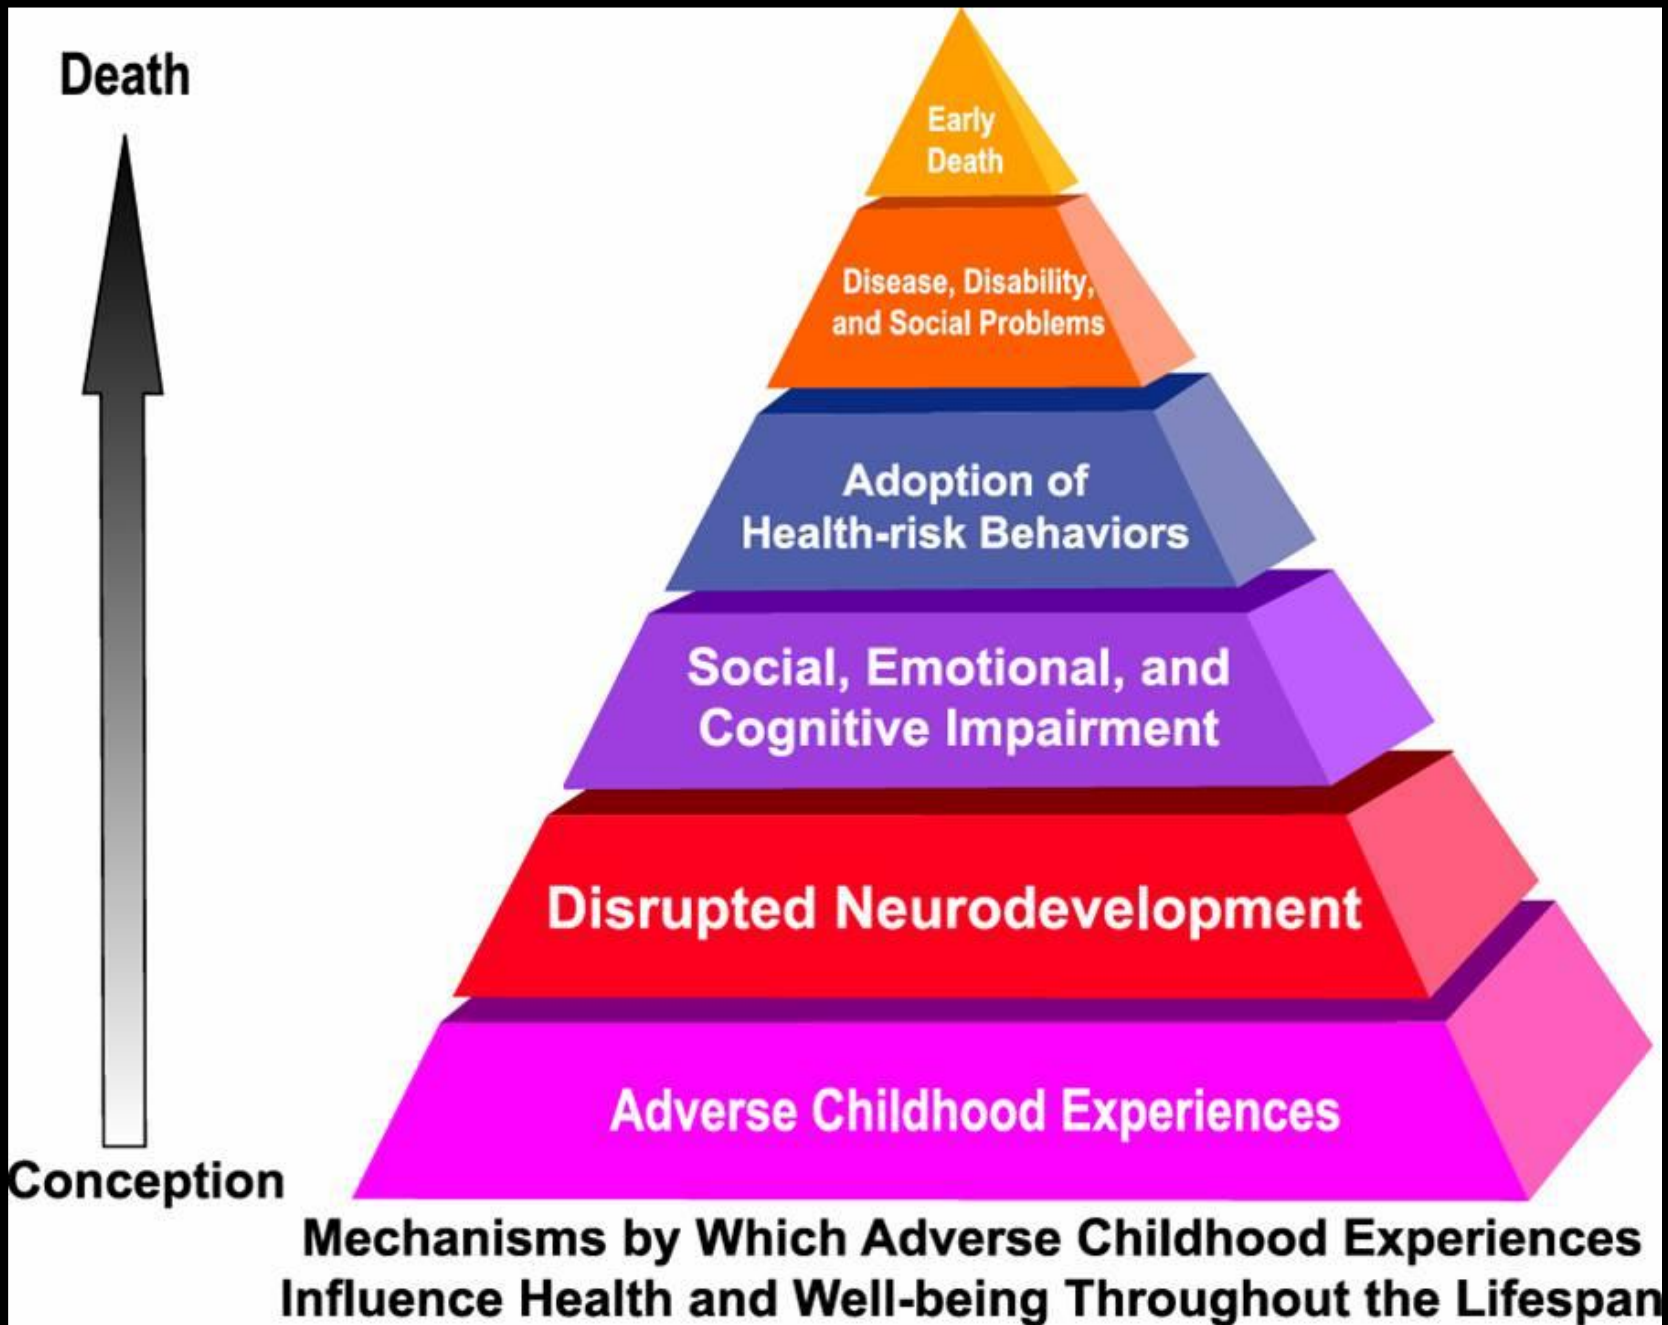 Death
Early
Death
Disease, Disability,
and Social Problems
Adoption of
Health-risk Behaviors
Social, Emotional, and
Cognitive Impairment
Disrupted Neurodevelopment
Adverse Childhood Experiences
Conception
Mechanisms by Which Adverse Childhood Experiences
Influence Health and Well-being Throughout the Lifespan